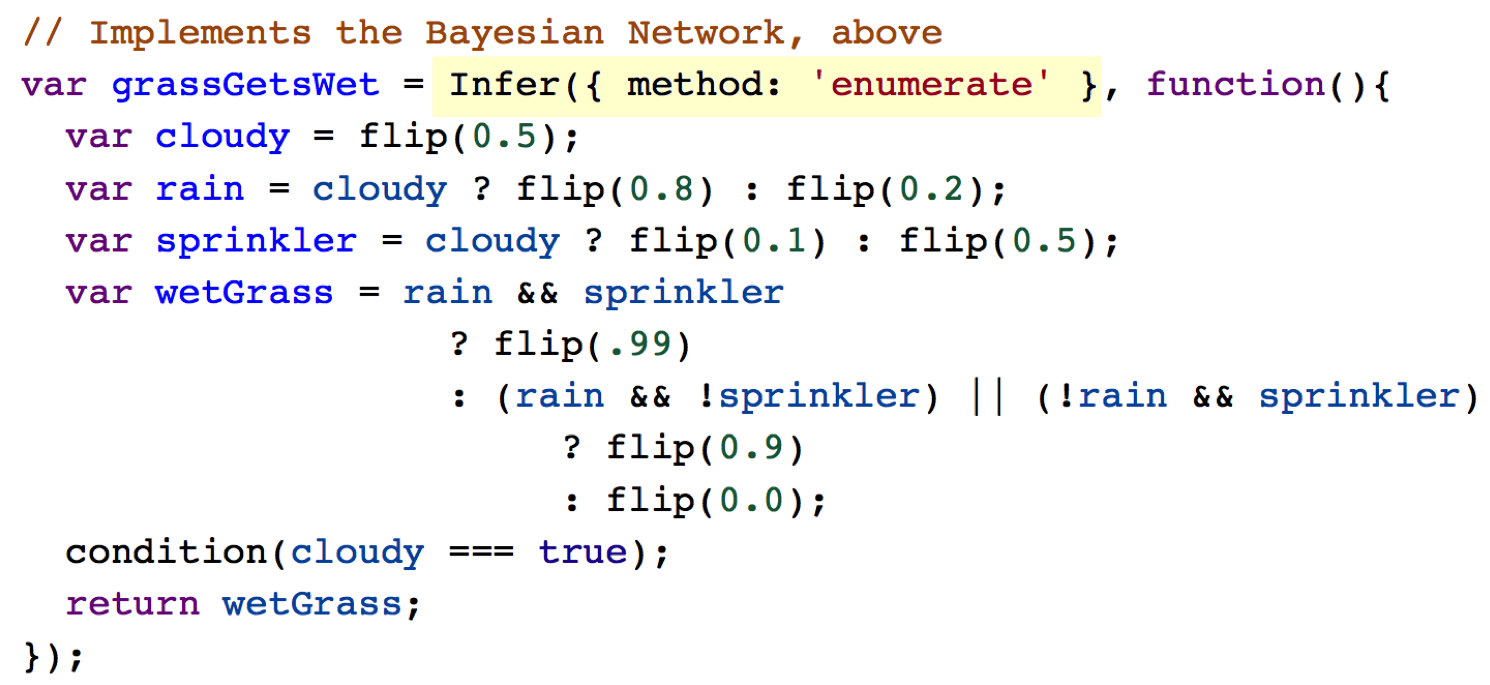 // Implements the Bayesian Network, above
var grassGetsWet = Infer({ method: 'enumerate' }, function(){
  var cloudy = flip(0.5);
  var rain = cloudy ? flip(0.8) : flip(0.2);
  var sprinkler = cloudy ? flip(0.1) : flip(0.5);
  var wetGrass = rain && sprinkler
                   ? flip(.99)
                   : (rain && !sprinkler) || (!rain && sprinkler)
                        ? flip(0.9)
                        : flip(0.0);
  condition(cloudy === true);
  return wetGrass;
});